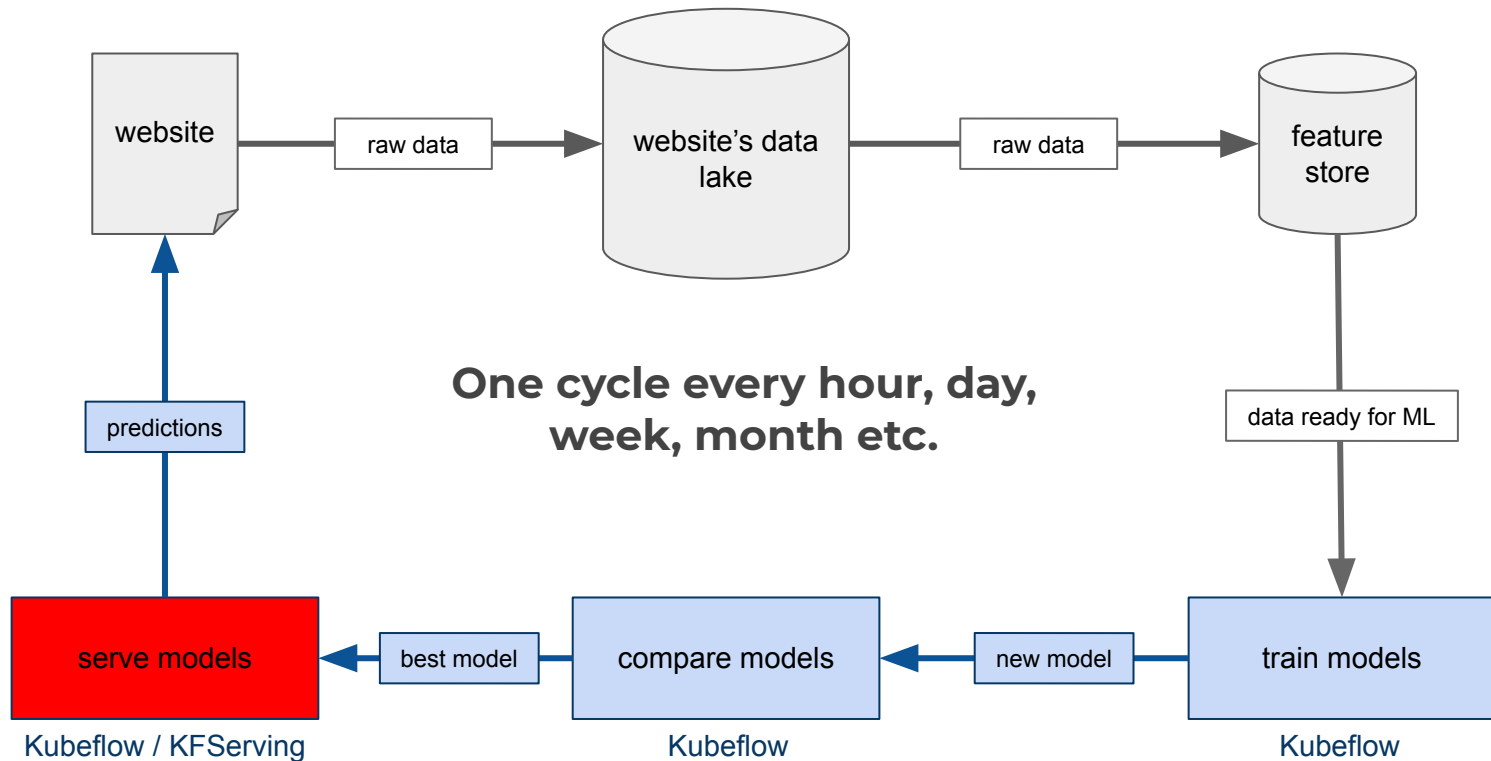 website
raw data
website’s data
lake
raw data
feature
store
One cycle every hour, day,
week, month etc.
predictions
data ready for ML
serve models
best model
compare models
new model
train models
Kubeflow / KFServing
Kubeflow
Kubeflow